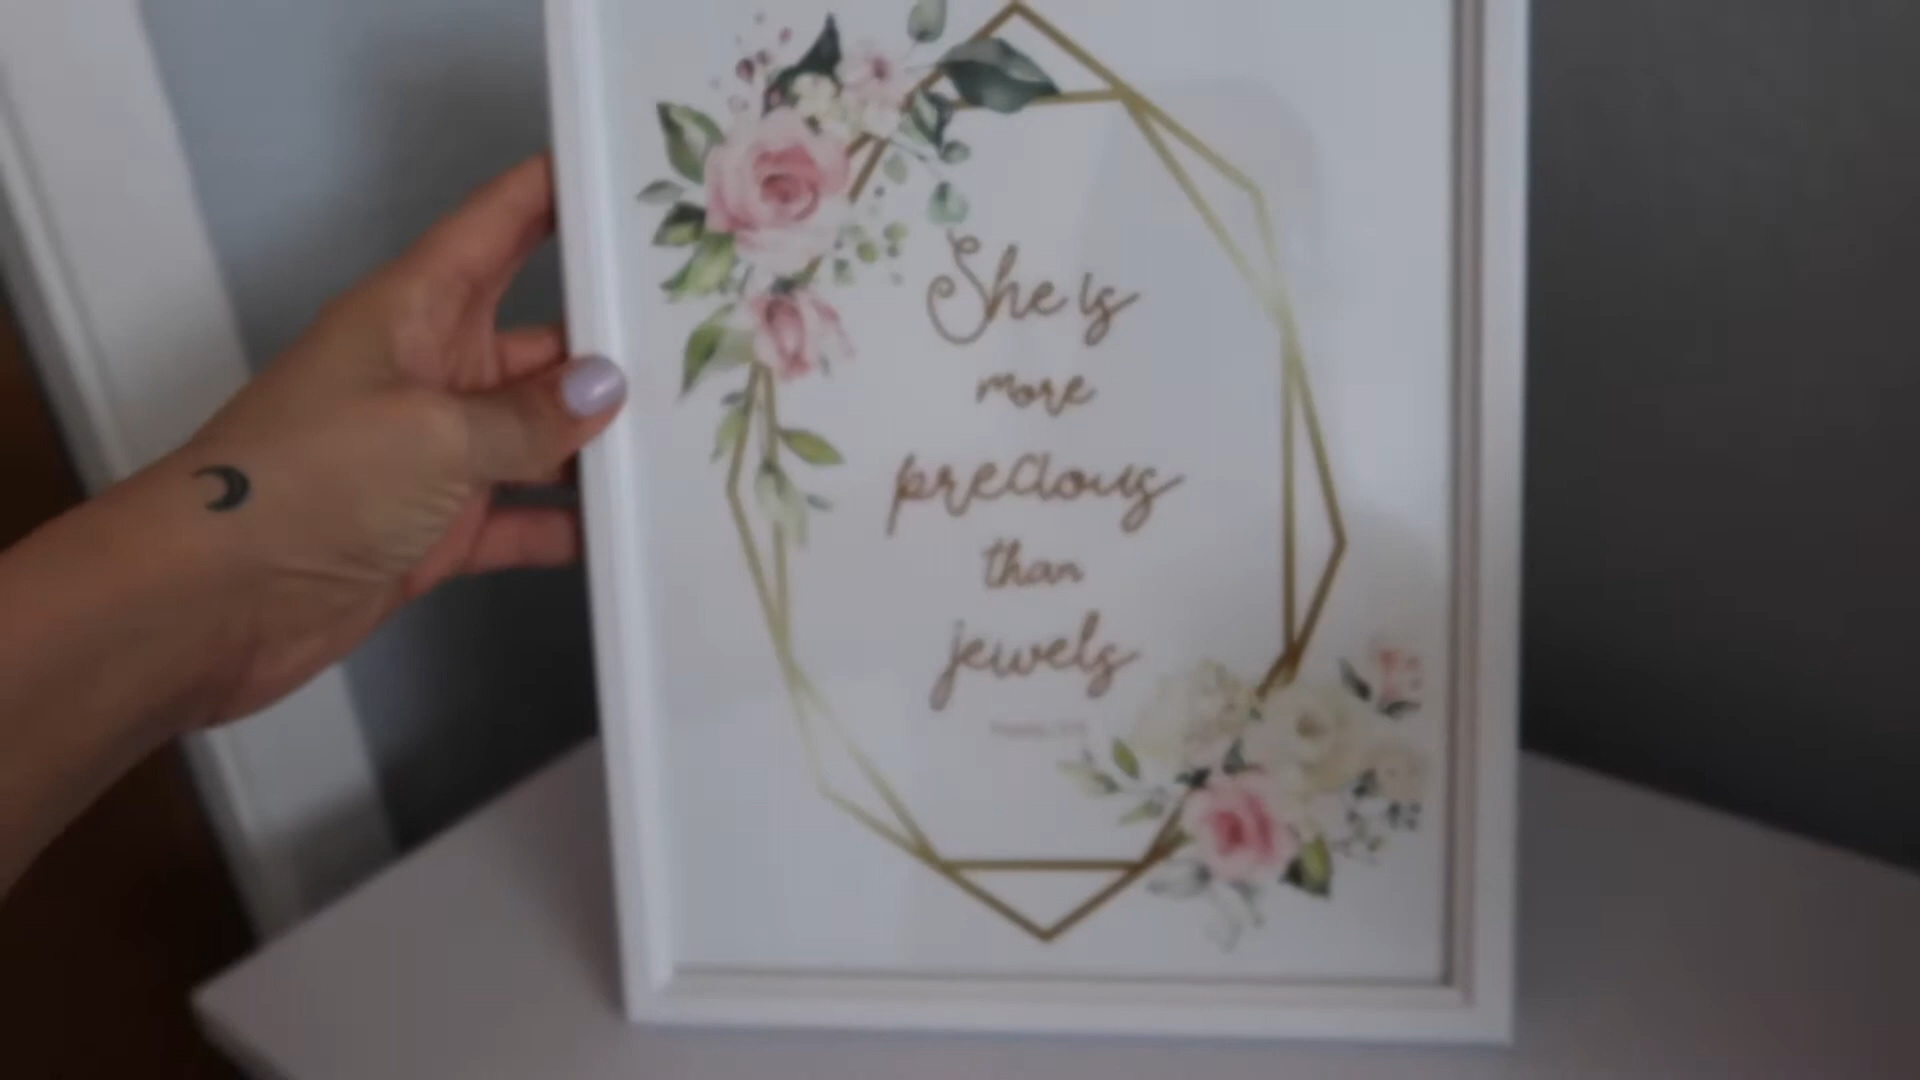 She is
more
precious
than
jewels